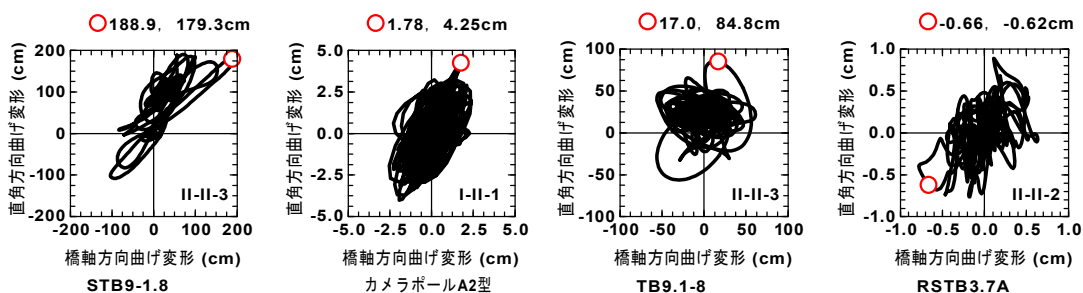 188.9, 179.3cm
直角方向曲げ変形 (cm)
200
100
0
-100
-200
-200 -100 0 100 200
II-II-3
橋軸方向曲げ変形 (cm)
STB9-1.8
1.78, 4.25cm
直角方向曲げ変形 (cm)
5.0
2.5
0.0
-2.5
-5.0
-5.0 -2.5 0.0 2.5 5.0
I-II-1
橋軸方向曲げ変形 (cm)
カメラポールA2型
17.0, 84.8cm
直角方向曲げ変形 (cm)
100
50
0
-50
-100
-100 -50 0 50 100
II-II-3
橋軸方向曲げ変形 (cm)
TB9.1-8
-0.66, -0.62cm
直角方向曲げ変形 (cm)
1.0
0.5
0.0
-0.5
-1.0
-1.0 -0.5 0.0 0.5 1.0
II-II-2
橋軸方向曲げ変形 (cm)
RSTB3.7A